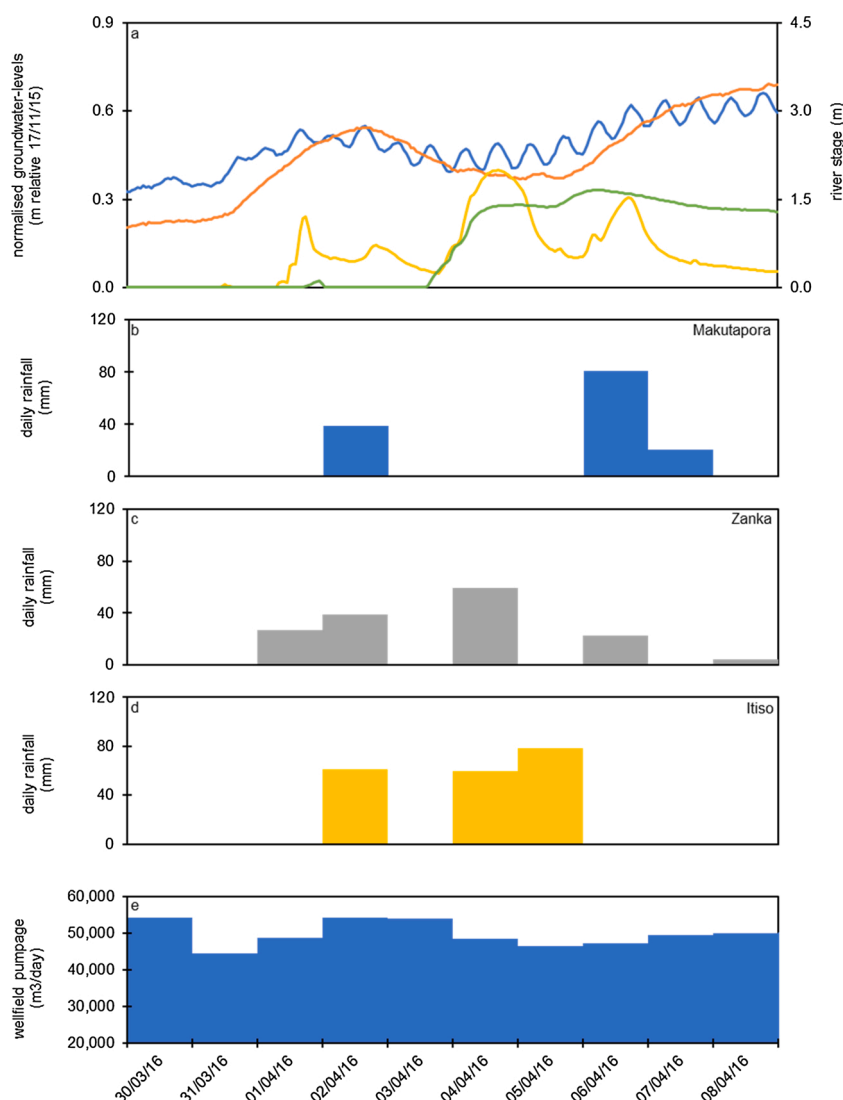 a
0.9
0.6
0.3
0.0
normalised groundwater-levels
(m relative 17/11/15)
4.5
3.0
1.5
0.0
river stage (m)
b
Makutapora
120
80
40
0
daily rainfall
(mm)
c
Zanka
120
80
40
0
daily rainfall
(mm)
d
Itiso
120
80
40
0
daily rainfall
(mm)
e
60,000
50,000
40,000
30,000
20,000
wellfield pumpage
(m3/day)
30/03/16
31/03/16
01/04/16
02/04/16
03/04/16
04/04/16
05/04/16
06/04/16
07/04/16
08/04/16